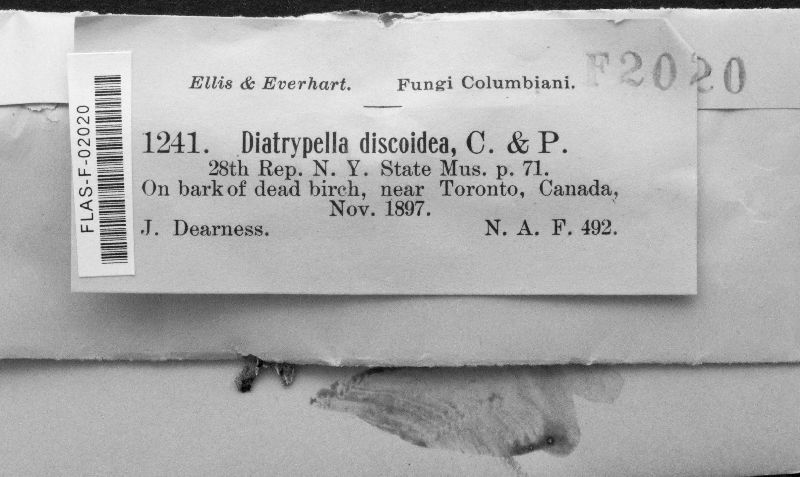 Ellis & Everhart. Fungi Columbiani.
F2020
1241. Diatrypella discoidea, C. & P.
28th Rep. N. Y. State Mus. p. 71.
On bark of dead birch, near Toronto, Canada,
Nov. 1897.
J. Dearness. N. A. F. 492.
FLAS-F-02020